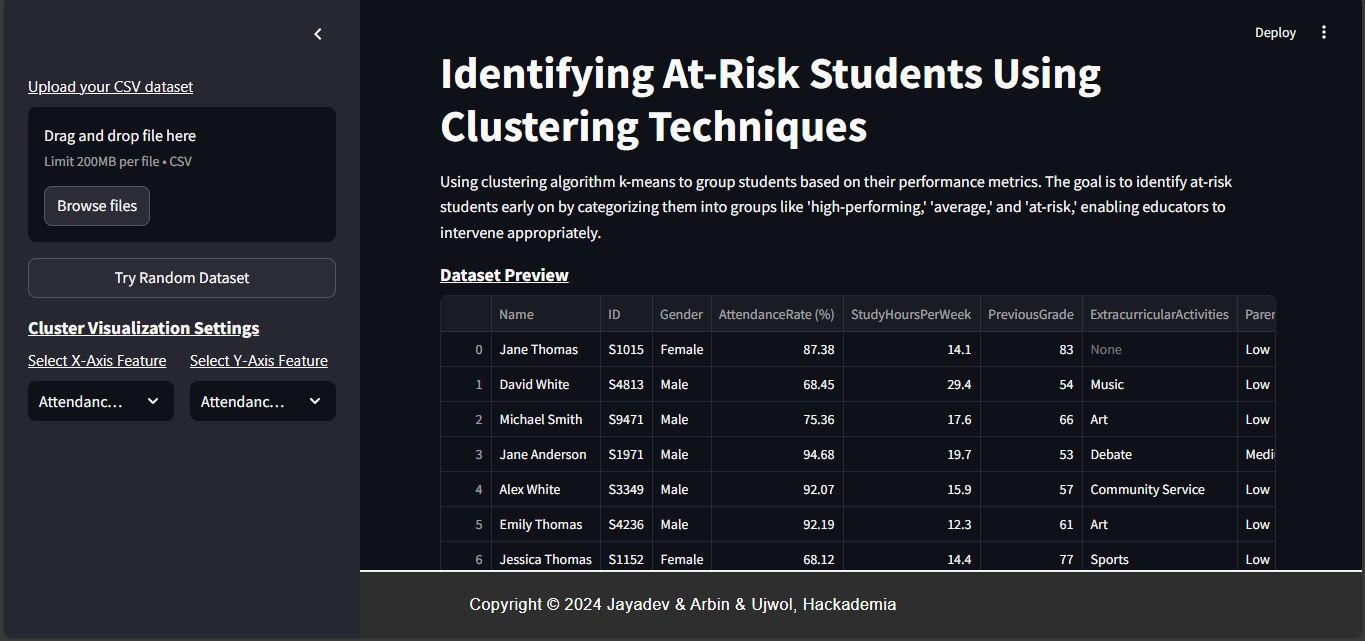 Deploy
Upload your CSV dataset
Drag and drop file here
Limit 200MB per file • CSV
Browse files
Try Random Dataset
Cluster Visualization Settings
Select X-Axis Feature Select Y-Axis Feature
Attendanc... Attendanc...
Identifying At-Risk Students Using
Clustering Techniques
Using clustering algorithm k-means to group students based on their performance metrics. The goal is to identify at-risk
students early on by categorizing them into groups like 'high-performing,' 'average,' and 'at-risk,' enabling educators to
intervene appropriately.
Dataset Preview
Name ID Gender AttendanceRate (%) StudyHoursPerWeek PreviousGrade ExtracurricularActivities Paren
0 Jane Thomas S1015 Female 87.38 14.1 83 None Low
1 David White S4813 Male 68.45 29.4 54 Music Low
2 Michael Smith S9471 Male 75.36 17.6 66 Art Low
3 Jane Anderson S1971 Male 94.68 19.7 53 Debate Medi
4 Alex White S3349 Male 92.07 15.9 57 Community Service Low
5 Emily Thomas S4236 Male 92.19 12.3 61 Art Low
6 Jessica Thomas S1152 Female 68.12 14.4 77 Sports Low
Copyright © 2024 Jayadev & Arbin & Ujwol, Hackademia